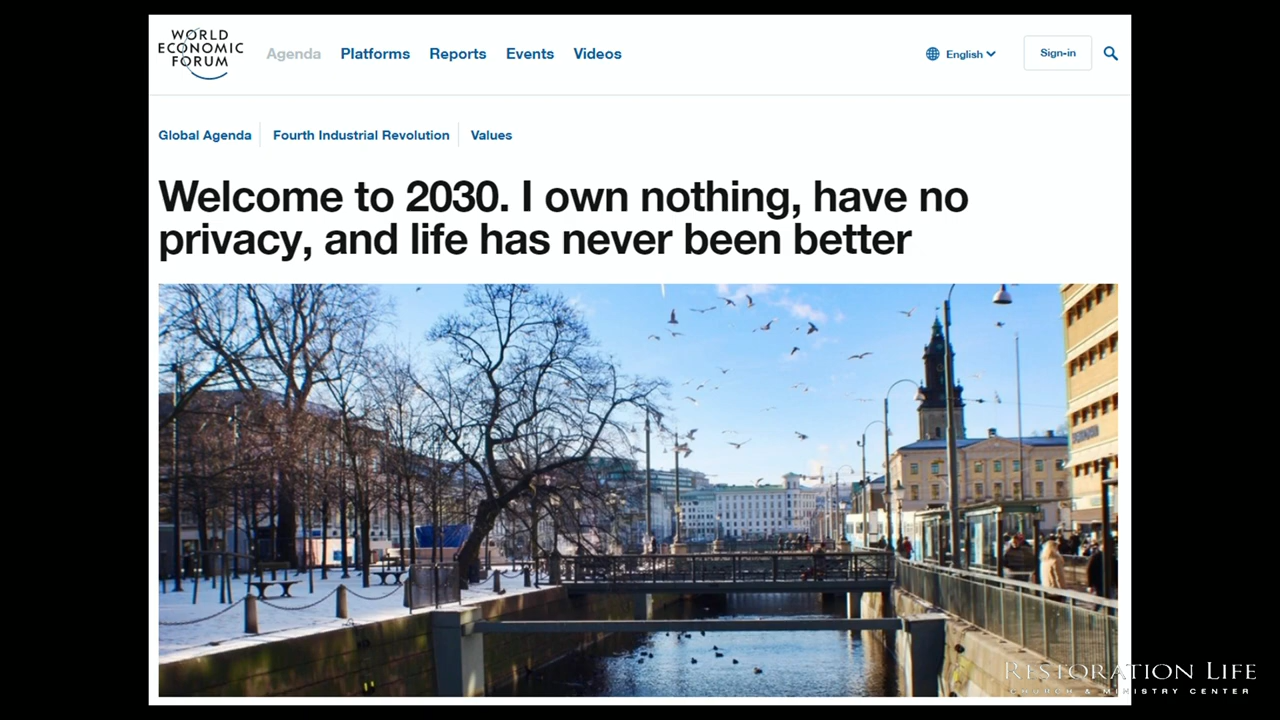 WORLD
ECONOMIC
FORUM
Agenda Platforms Reports Events Videos
English
Sign-in
Global Agenda Fourth Industrial Revolution Values
Welcome to 2030. I own nothing, have no
privacy, and life has never been better
RESTORATION LIFE
CHURCH & MINISTRY CENTER